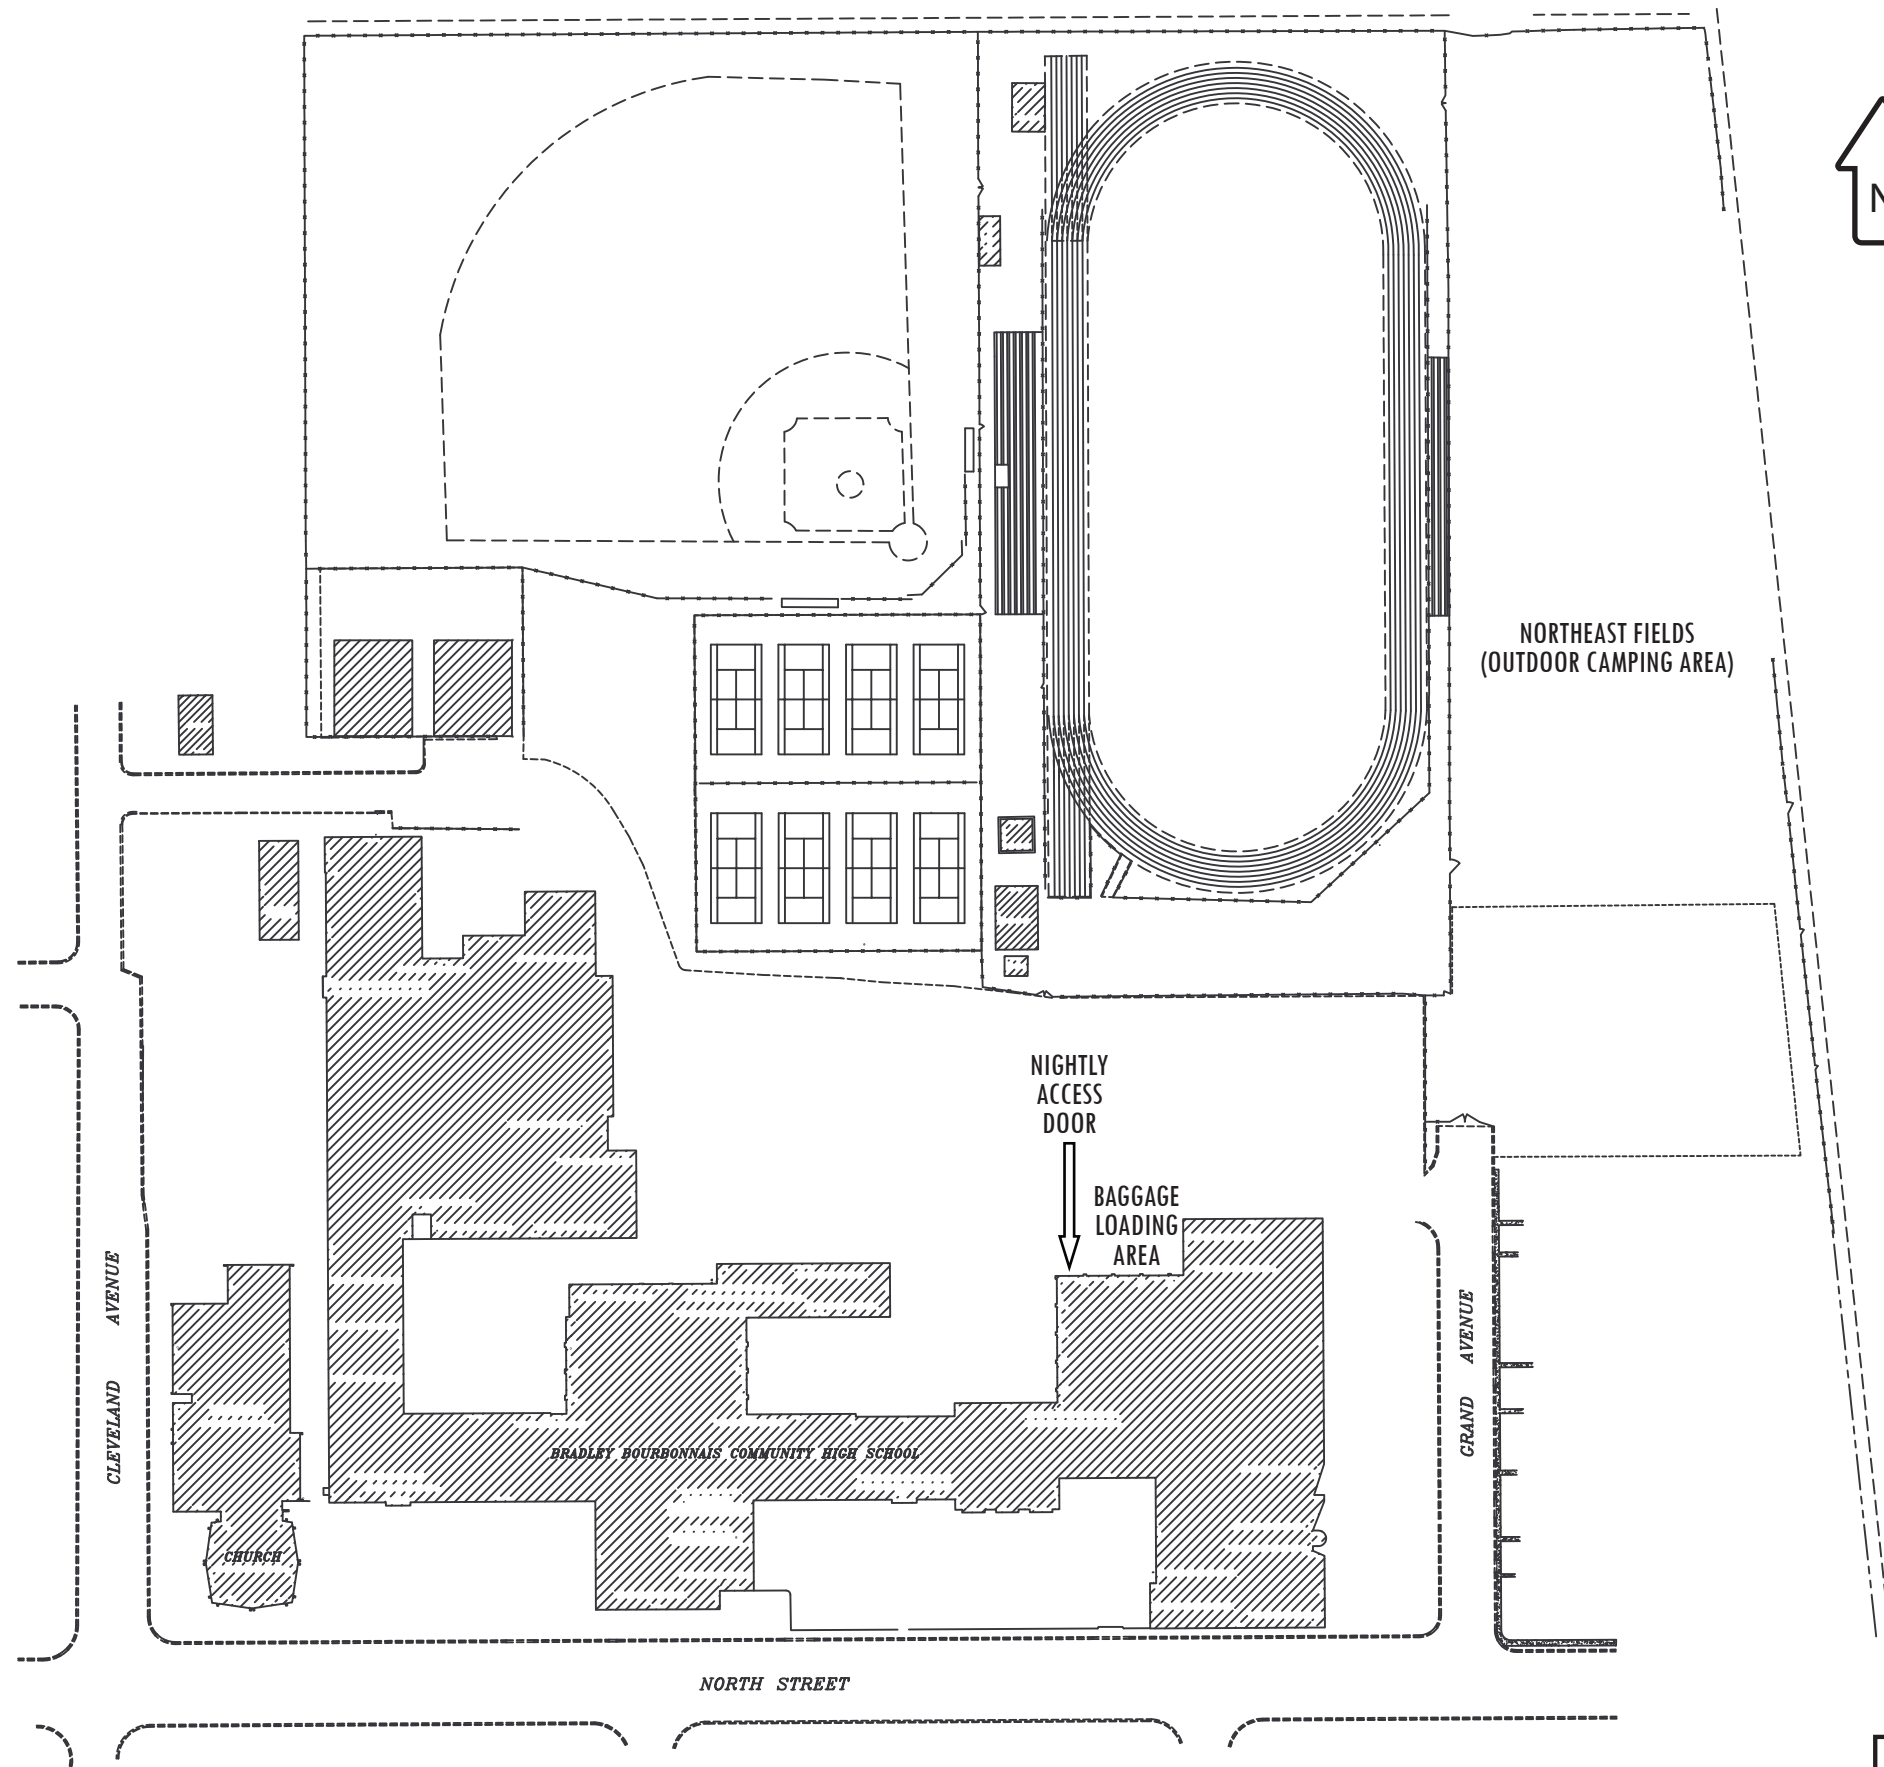 N
NORTHEAST FIELDS
(OUTDOOR CAMPING AREA)
NIGHTLY
ACCESS
DOOR
BAGGAGE
LOADING
AREA
CLEVELAND AVENUE
GRAND AVENUE
BRADLEY BOURBONNAIS COMMUNITY HIGH SCHOOL
CHURCH
NORTH STREET